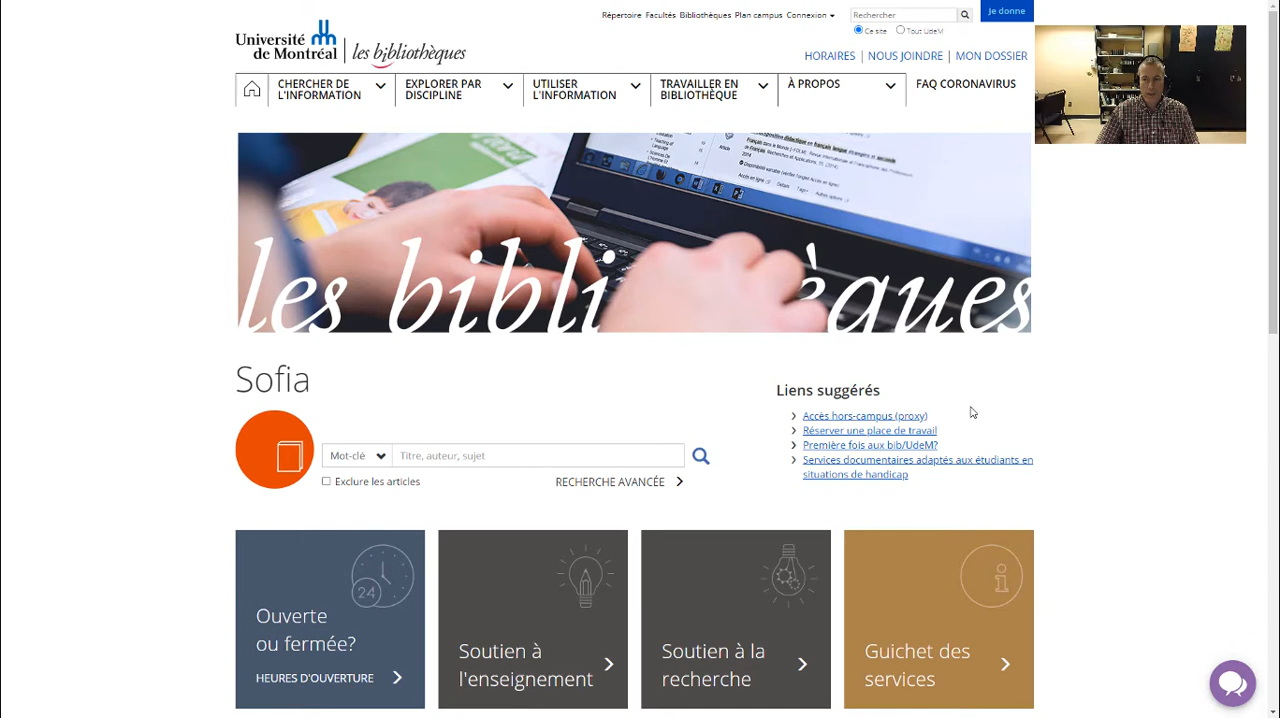 Répertoire Facultés Bibliothèques Plan campus Connexion
Rechercher
Je donne
Ce site Tout UdeM
Université
de Montréal
les bibliothèques
HORAIRES NOUS JOINDRE MON DOSSIER
CHERCHER DE
L'INFORMATION
EXPLORER PAR
DISCIPLINE
UTILISER
L'INFORMATION
TRAVAILLER EN
BIBLIOTHÈQUE
À PROPOS
FAQ CORONAVIRUS
les bibli èques
Sofia
Mot-clé
Titre, auteur, sujet
Exclure les articles
RECHERCHE AVANCÉE
Liens suggérés
Accès hors-campus (proxy)
Réserver une place de travail
Première fois aux bib/UdeM?
Services documentaires adaptés aux étudiants en
situations de handicap
24
Ouverte
ou fermée?
HEURES D'OUVERTURE
Soutien à
l'enseignement
Soutien à la
recherche
Guichet des
services